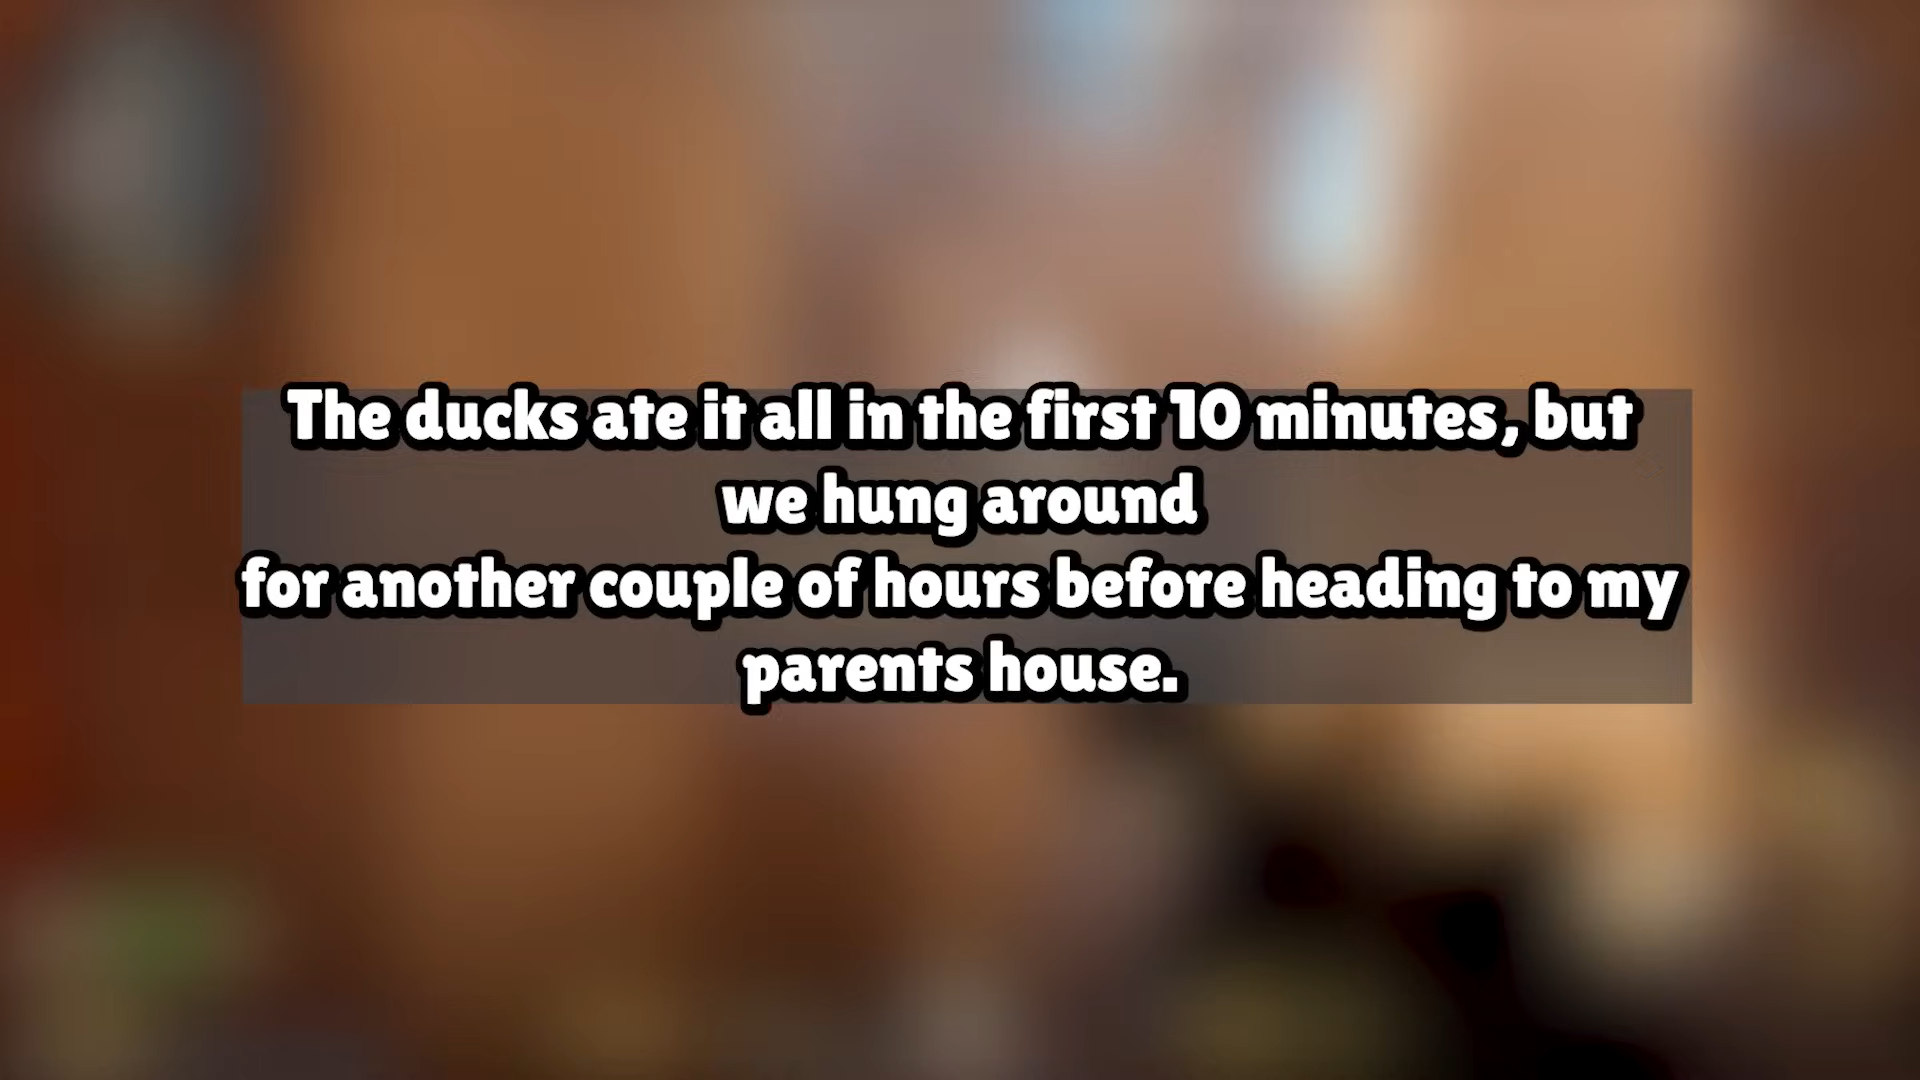 The ducks ate it all in the first 10 minutes, but
we hung around
for another couple of hours before heading to my
parents house.